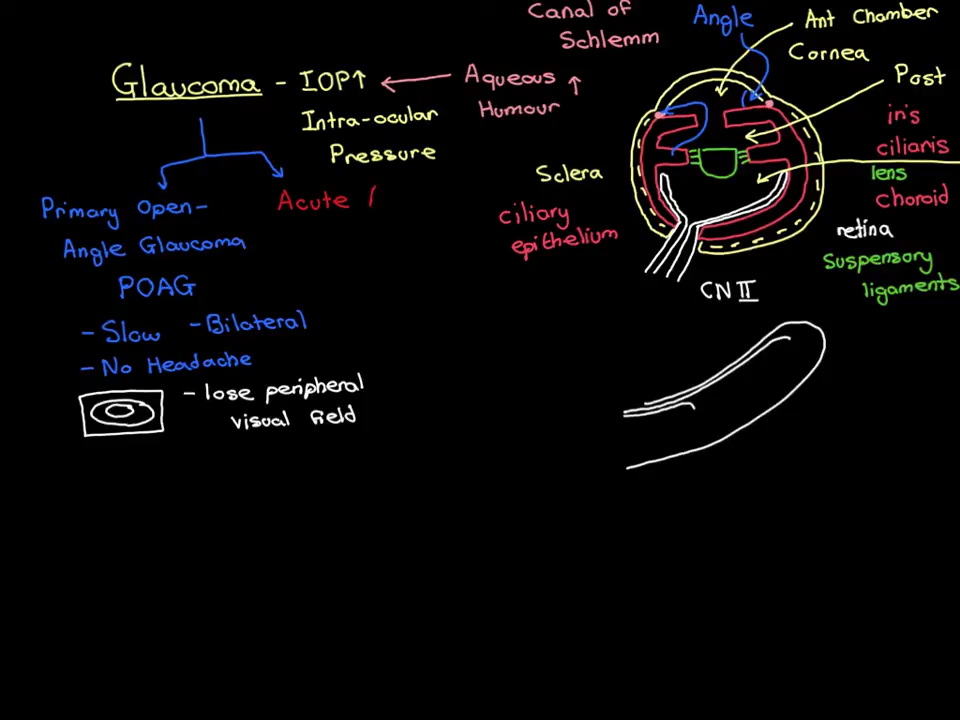 Canal of
Schlemm
Angle
Ant Chamber
Cornea
Post
Glaucoma - IOP↑
Aqueous ↑
Humour
Intra-ocular
Pressure
iris
ciliaris
lens
choroid
retina
Suspensory
ligaments
Sclera
ciliary
epithelium
CN II
Primary Open-
Angle Glaucoma
POAG
Acute
- Slow
- Bilateral
- No Headache
- lose peripheral
visual field